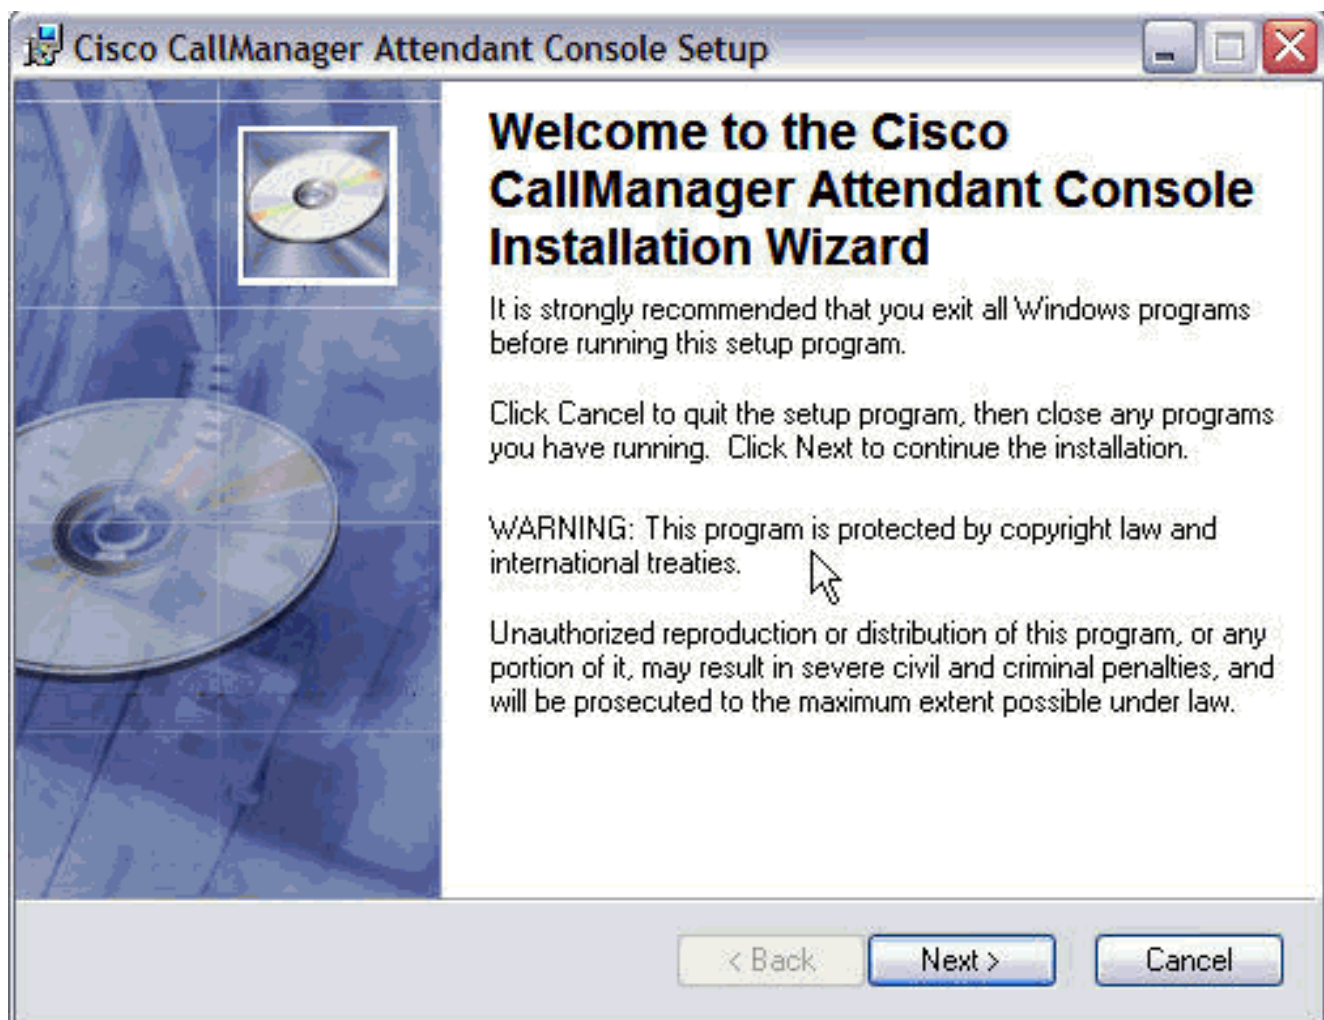 Cisco CallManager Attendant Console Setup
Welcome to the Cisco
CallManager Attendant Console
Installation Wizard
It is strongly recommended that you exit all Windows programs
before running this setup program.
Click Cancel to quit the setup program, then close any programs
you have running.  Click Next to continue the installation.
WARNING: This program is protected by copyright law and
international treaties.
Unauthorized reproduction or distribution of this program, or any
portion of it, may result in severe civil and criminal penalties, and
will be prosecuted to the maximum extent possible under law.
< Back
Next >
Cancel